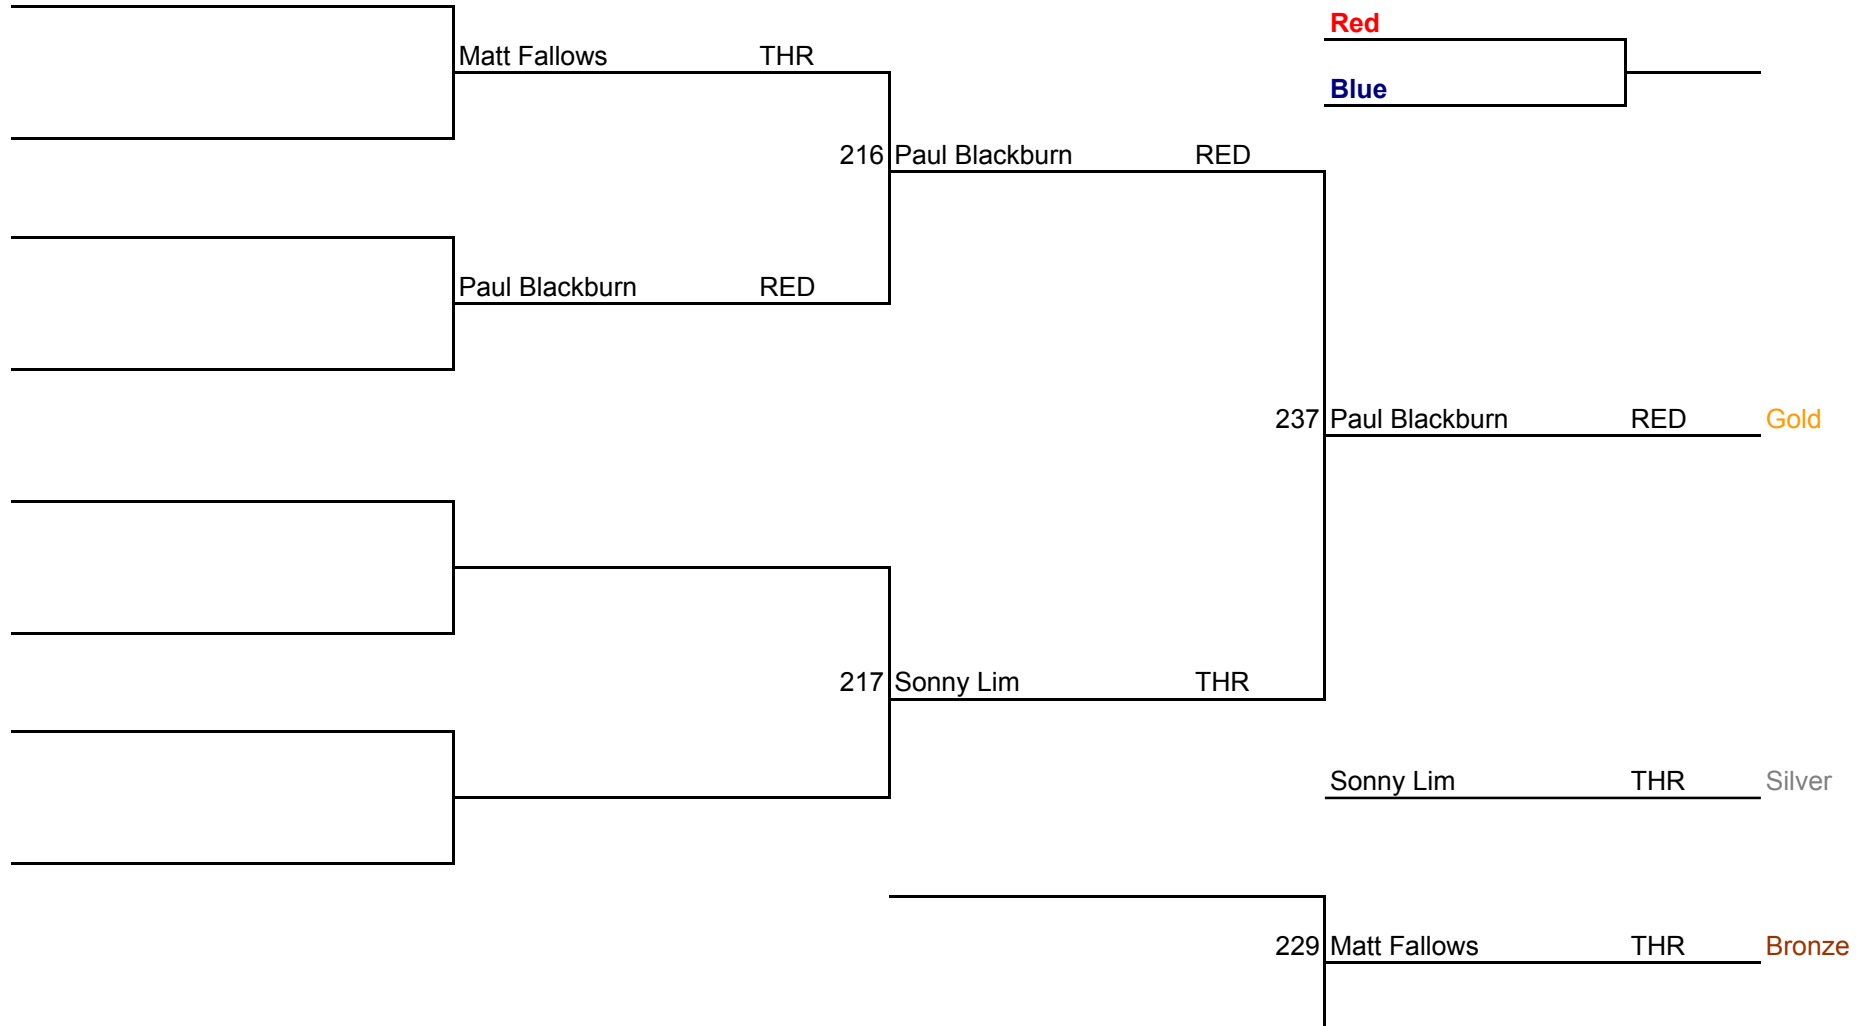 Red
Matt Fallows THR
Blue
216 Paul Blackburn RED
Paul Blackburn RED
237 Paul Blackburn RED Gold
217 Sonny Lim THR
Sonny Lim THR Silver
229 Matt Fallows THR Bronze